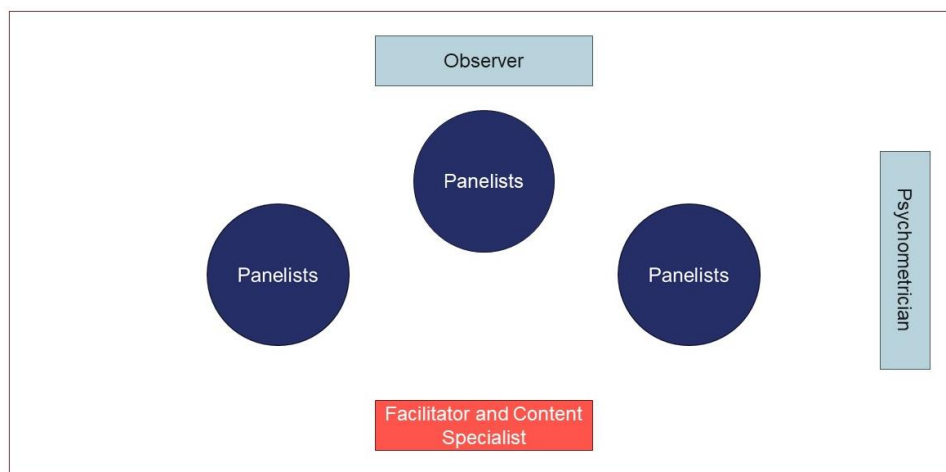 Observer
Panelists
Panelists
Panelists
Psychometrician
Facilitator and Content
Specialist